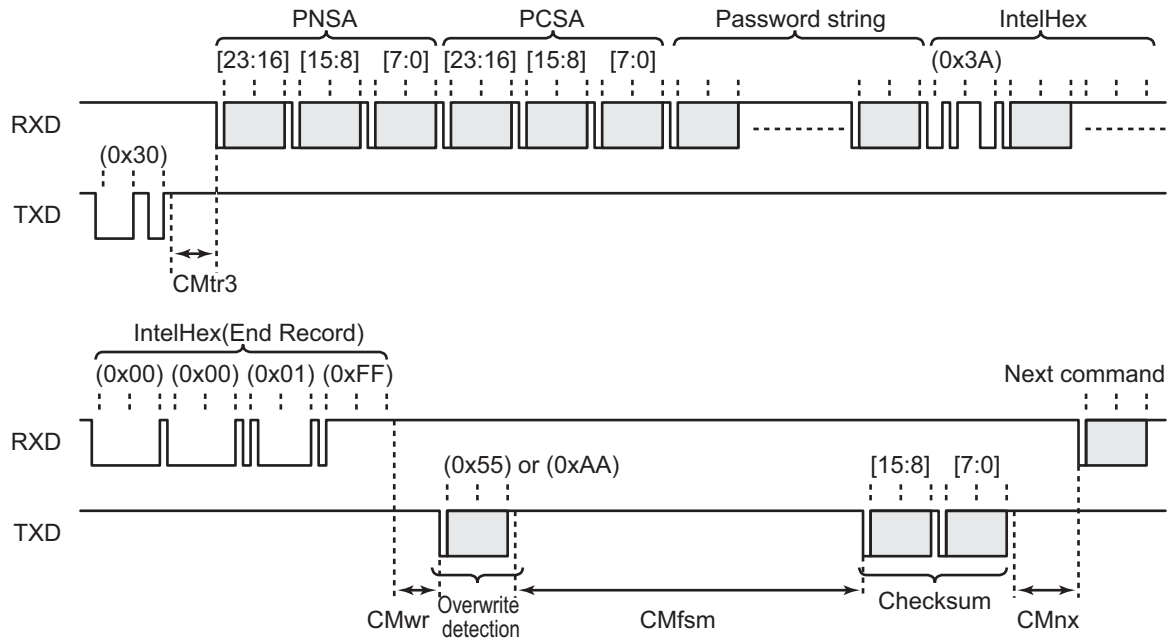 PNSA PCSA Password string IntelHex
[23:16] [15:8] [7:0] [23:16] [15:8] [7:0] (0x3A)
RXD
(0x30)
TXD
CMtr3
IntelHex(End Record)
(0x00) (0x00) (0x01) (0xFF) Next command
RXD
(0x55) or (0xAA) [15:8] [7:0]
TXD
CMwr Overwrite detection CMfsm Checksum CMnx